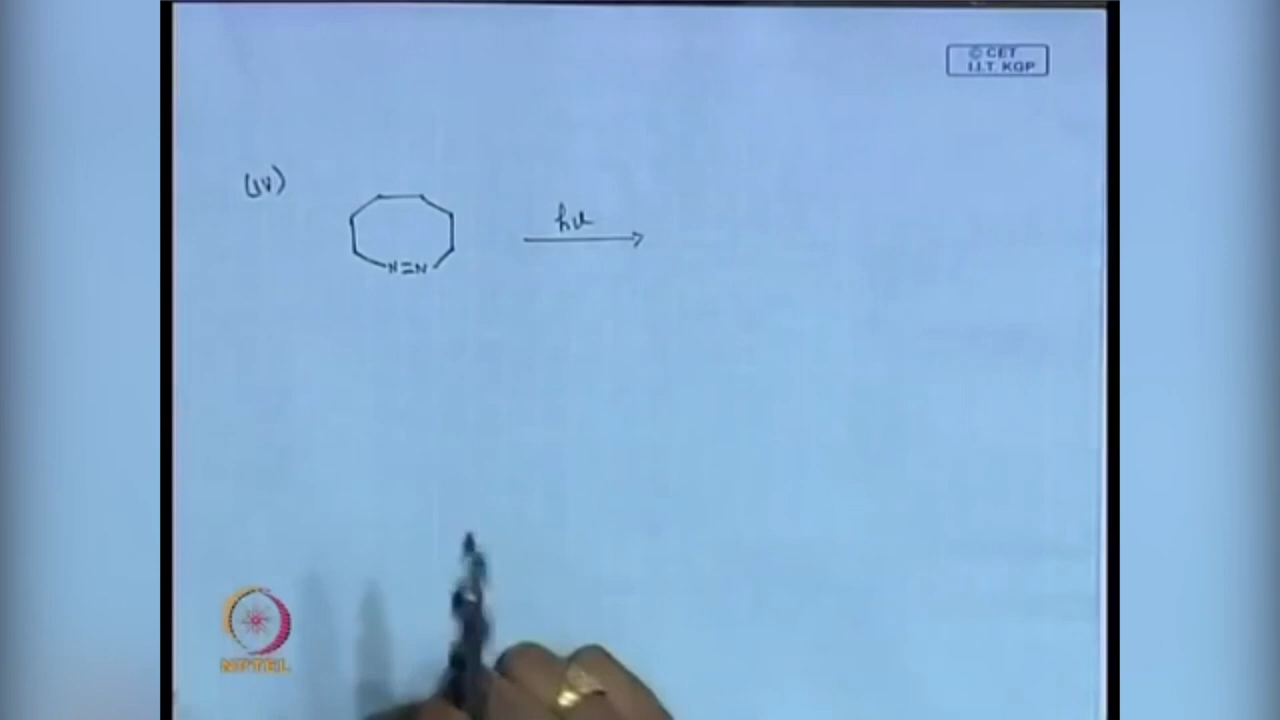 © CET
I.I.T. KGP
(iv)
hν
N=N
NPTEL